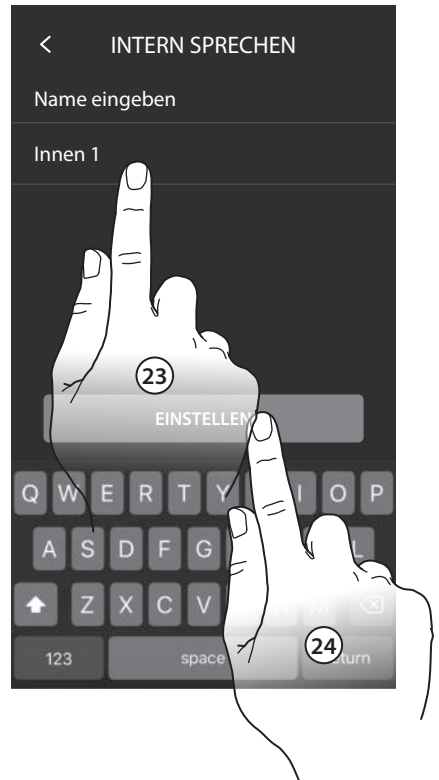 INTERN SPRECHEN
Name eingeben
Innen 1
23
EINSTELLEN
Q W E R T Y I O P
A S D F G L
Z X C V M
24
123 space